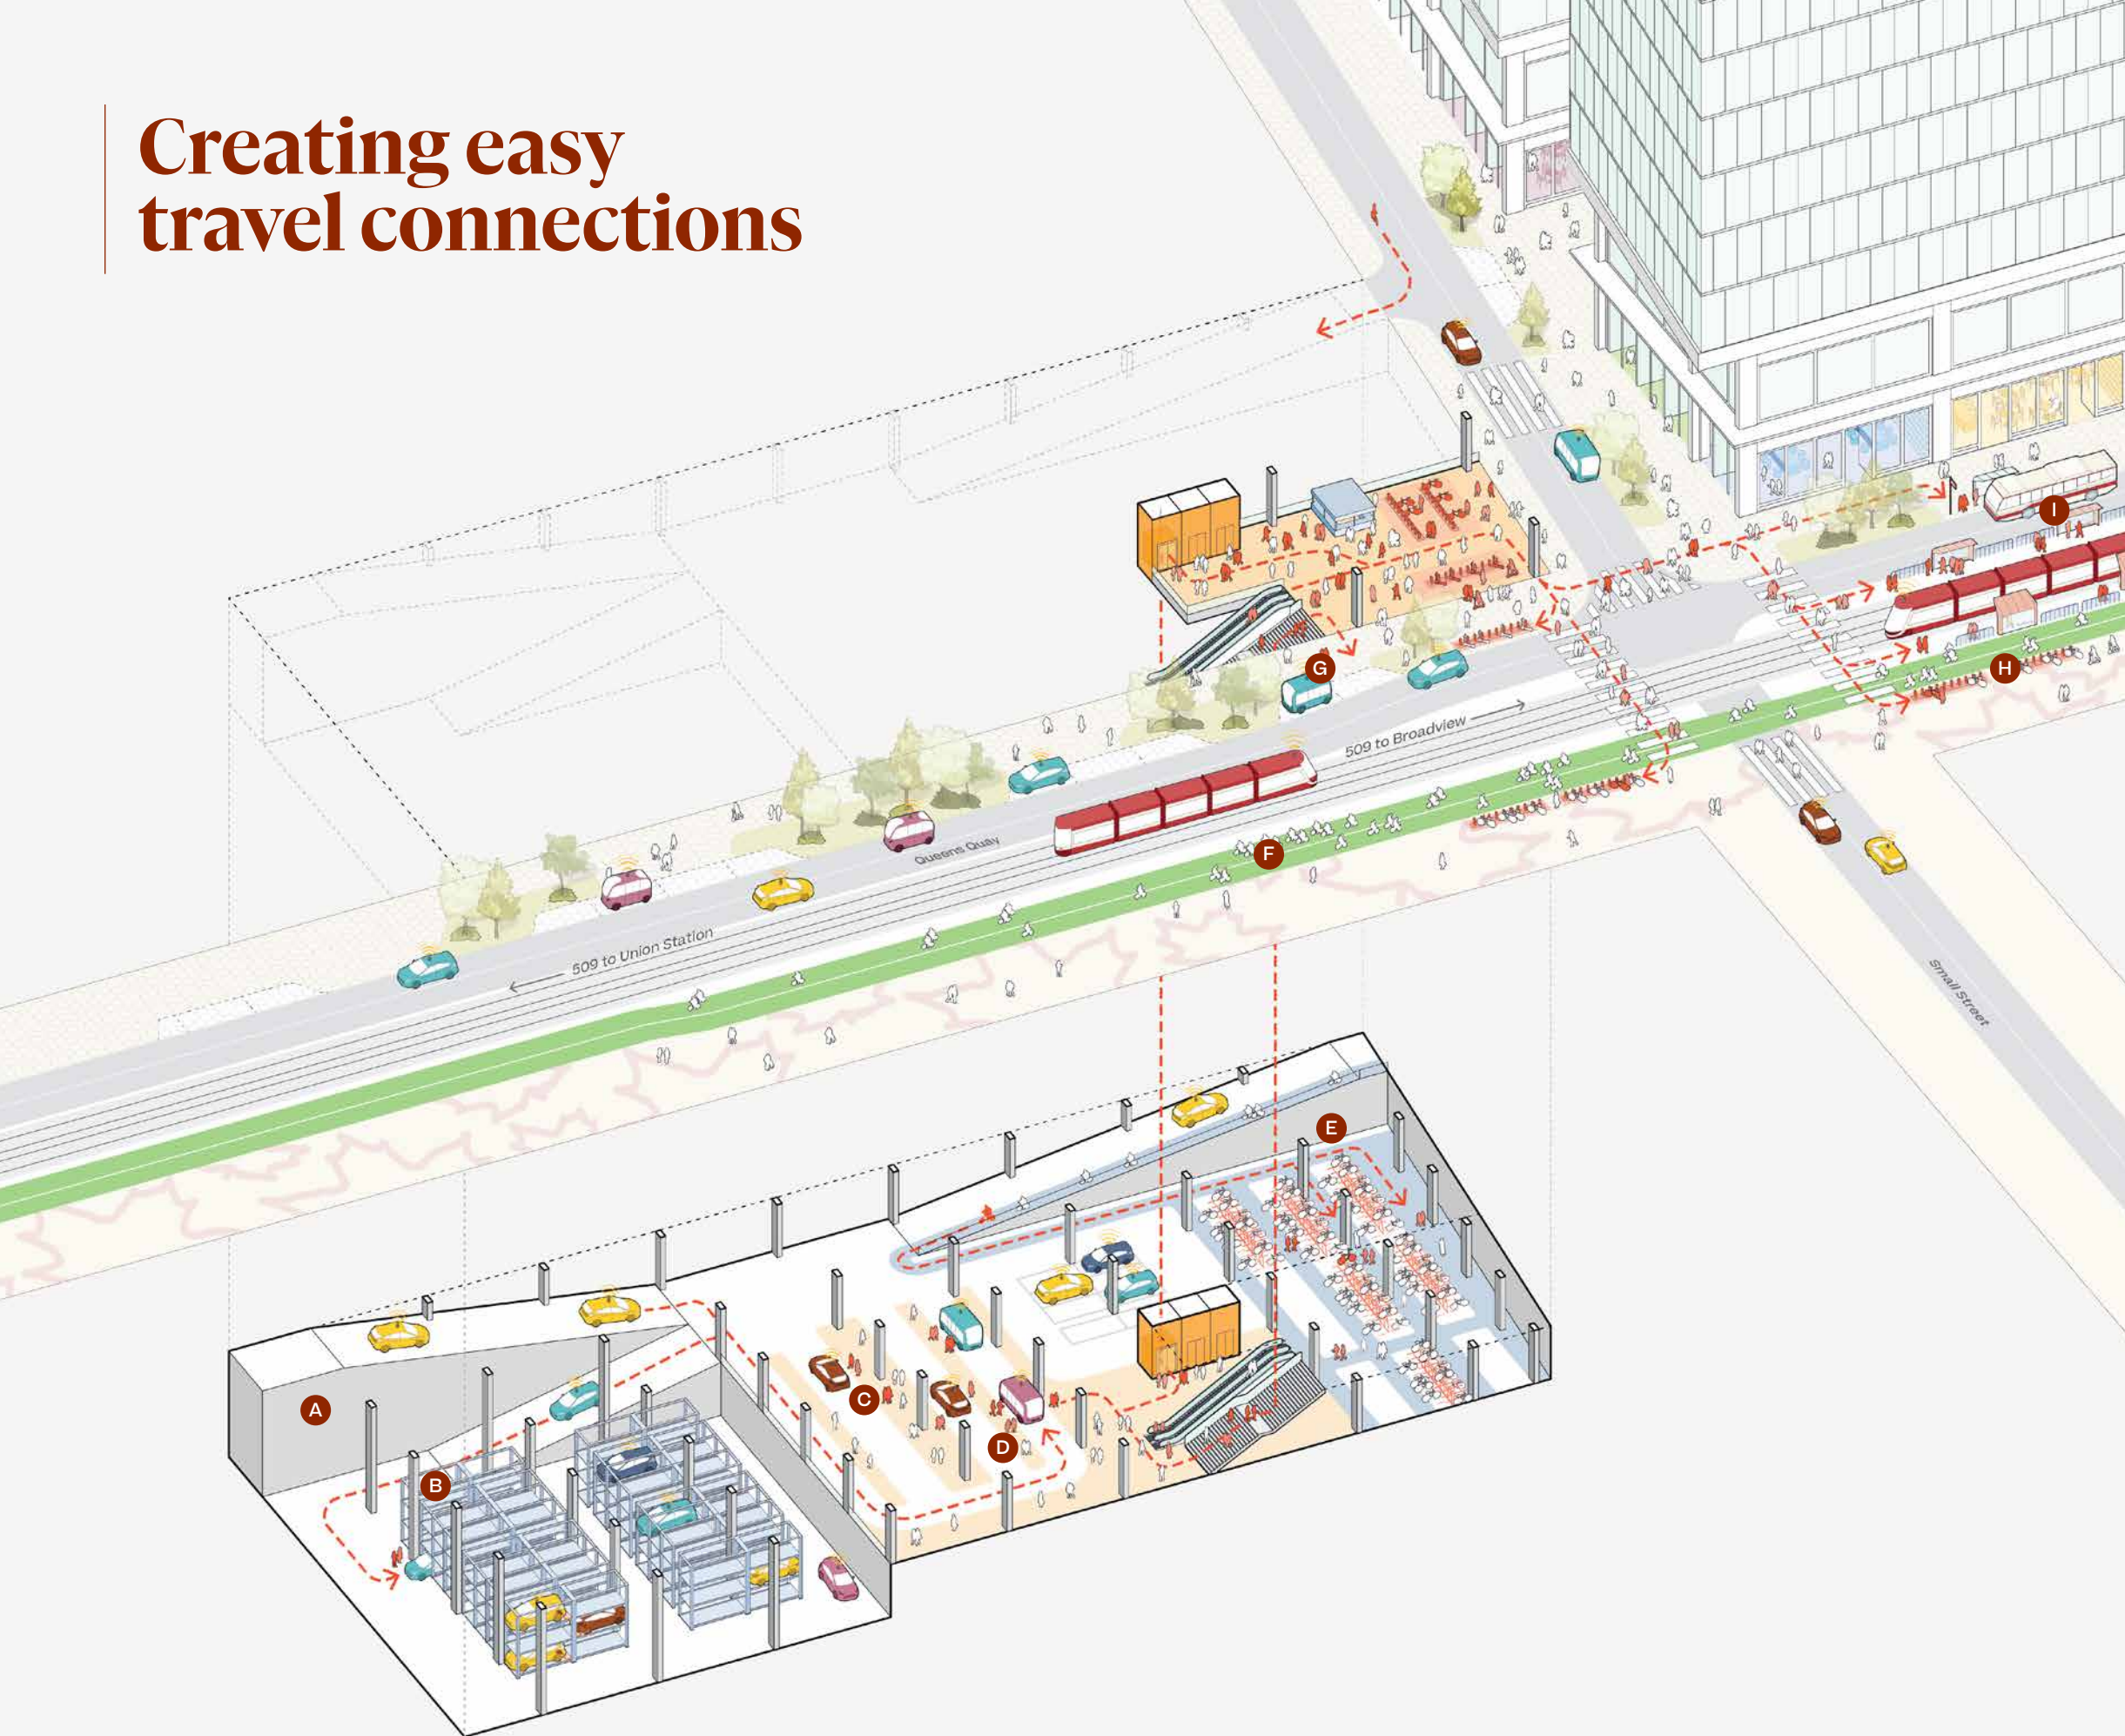 Creating easy
travel connections
I
G
H
509 to Broadview
Queens Quay
F
509 to Union Station
Small Street
E
A
C
D
B